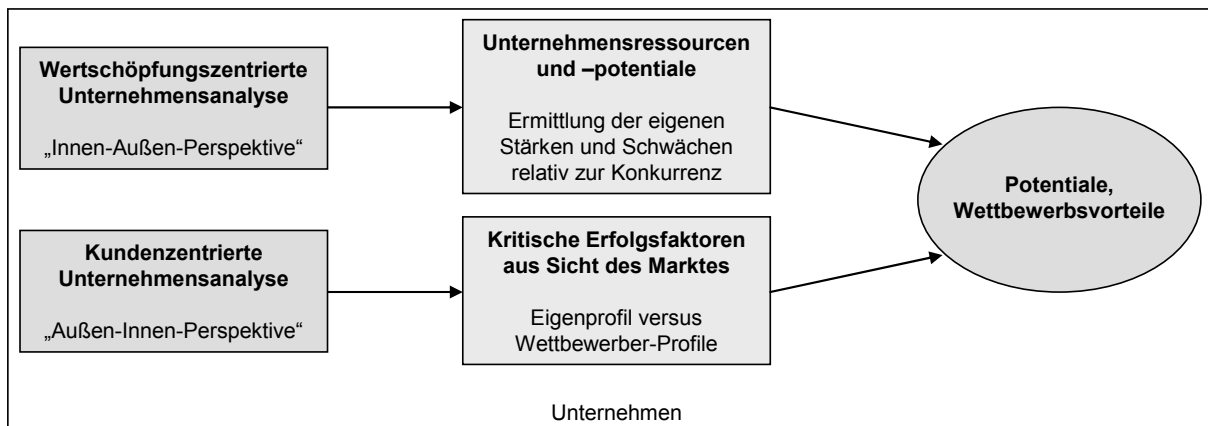 Wertschöpfungszentrierte
Unternehmensanalyse
„Innen-Außen-Perspektive“
Unternehmensressourcen
und –potentiale
Ermittlung der eigenen
Stärken und Schwächen
relativ zur Konkurrenz
Kundenzentrierte
Unternehmensanalyse
„Außen-Innen-Perspektive“
Kritische Erfolgsfaktoren
aus Sicht des Marktes
Eigenprofil versus
Wettbewerber-Profile
Potentiale,
Wettbewerbsvorteile
Unternehmen